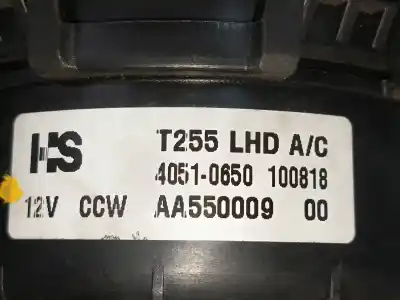 HS T255 LHD A/C
4051-0650 100818
12V CCW AA550009 00